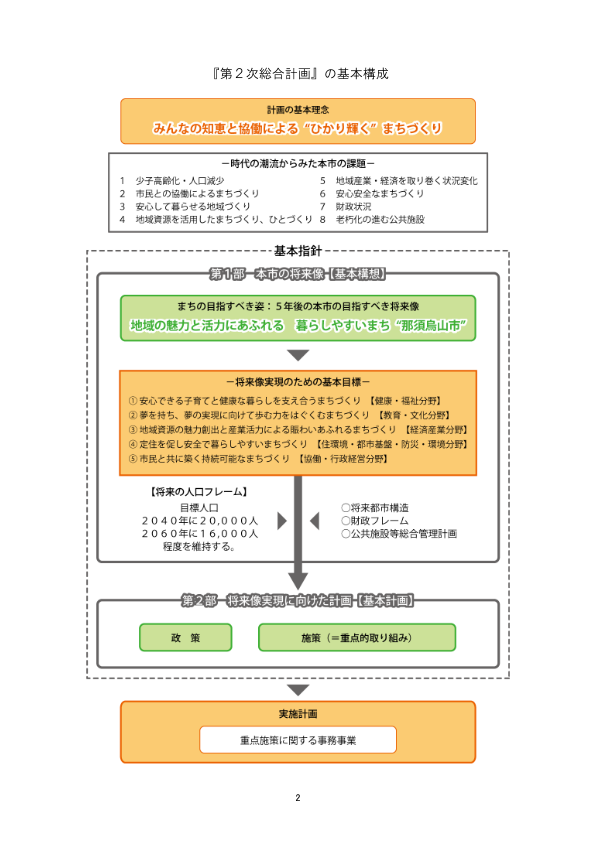 『第２次総合計画』の基本構成
計画の基本理念
みんなの知恵と協働による“ひかり輝く”まちづくり
－時代の潮流からみた本市の課題－
1　少子高齢化・人口減少
2　市民との協働によるまちづくり
3　安心して暮らせる地域づくり
4　地域資源を活用したまちづくり、ひとづくり
5　地域産業・経済を取り巻く状況変化
6　安心安全なまちづくり
7　財政状況
8　老朽化の進む公共施設
基本指針
第１部　本市の将来像【基本構想】
まちの目指すべき姿：５年後の本市の目指すべき将来像
地域の魅力と活力にあふれる　暮らしやすいまち“那須烏山市”
－将来像実現のための基本目標－
①安心できる子育てと健康な暮らしを支え合うまちづくり　【健康・福祉分野】
②夢を持ち、夢の実現に向けて歩む力をはぐくむまちづくり　【教育・文化分野】
③地域資源の魅力創出と産業活力による賑わいあふれるまちづくり　【経済産業分野】
④定住を促し安全で暮らしやすいまちづくり　【住環境・都市基盤・防災・環境分野】
⑤市民と共に築く持続可能なまちづくり　【協働・行政経営分野】
【将来の人口フレーム】
目標人口
２０４０年に２０,０００人
２０６０年に１６,０００人
程度を維持する。
○将来都市構造
○財政フレーム
○公共施設等総合管理計画
第２部　将来像実現に向けた計画【基本計画】
政　策
施策（＝重点的取り組み）
実施計画
重点施策に関する事務事業
2